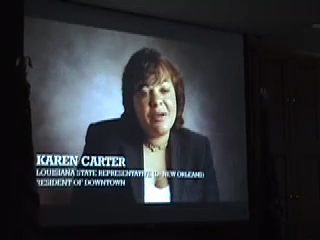 KAREN CARTER
LOUISIANA STATE REPRESENTATIVE (D-NEW ORLEANS)
RESIDENT OF DOWNTOWN